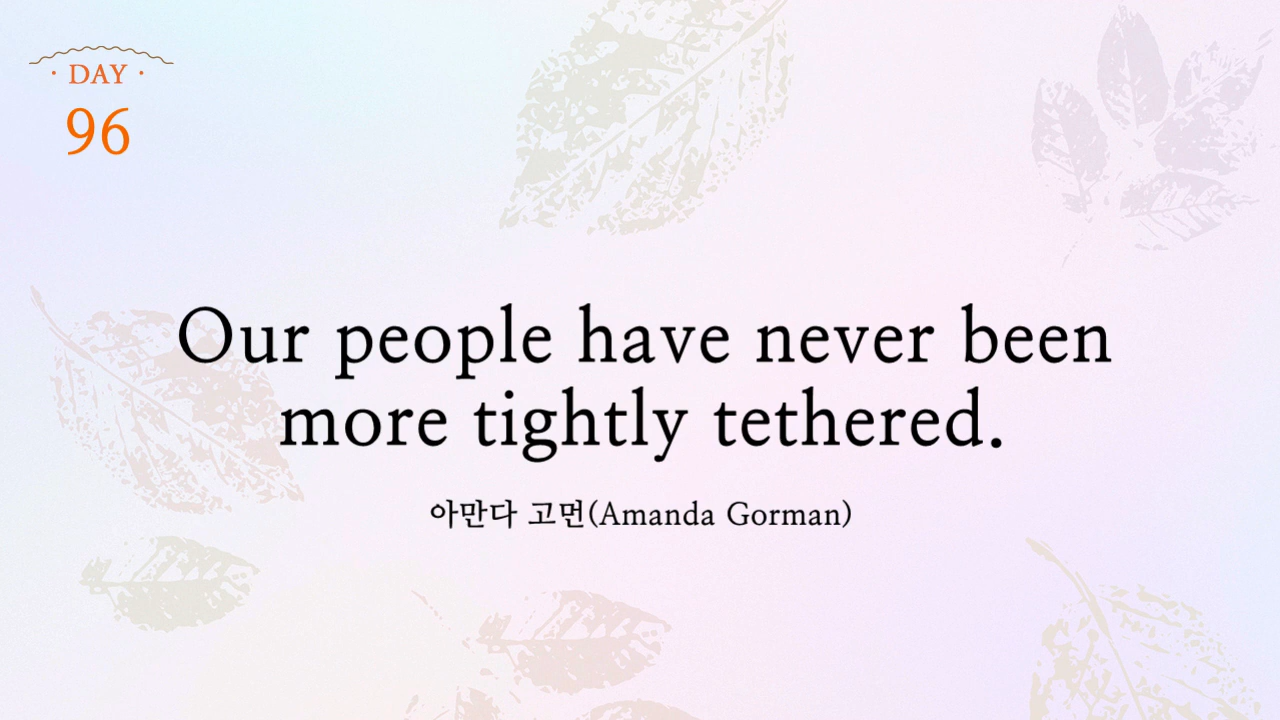 · DAY ·
96
Our people have never been
more tightly tethered.
아만다 고먼(Amanda Gorman)